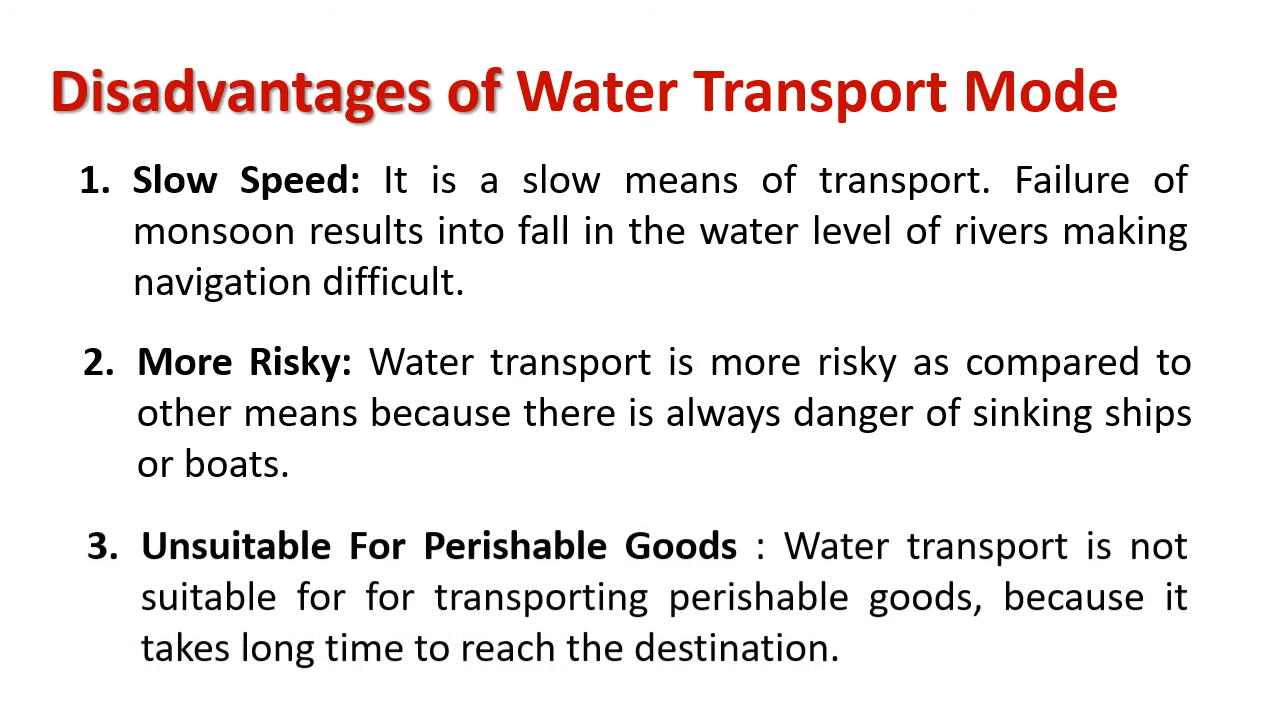 Disadvantages of Water Transport Mode
1. Slow Speed: It is a slow means of transport. Failure of
monsoon results into fall in the water level of rivers making
navigation difficult.
2. More Risky: Water transport is more risky as compared to
other means because there is always danger of sinking ships
or boats.
3. Unsuitable For Perishable Goods : Water transport is not
suitable for for transporting perishable goods, because it
takes long time to reach the destination.